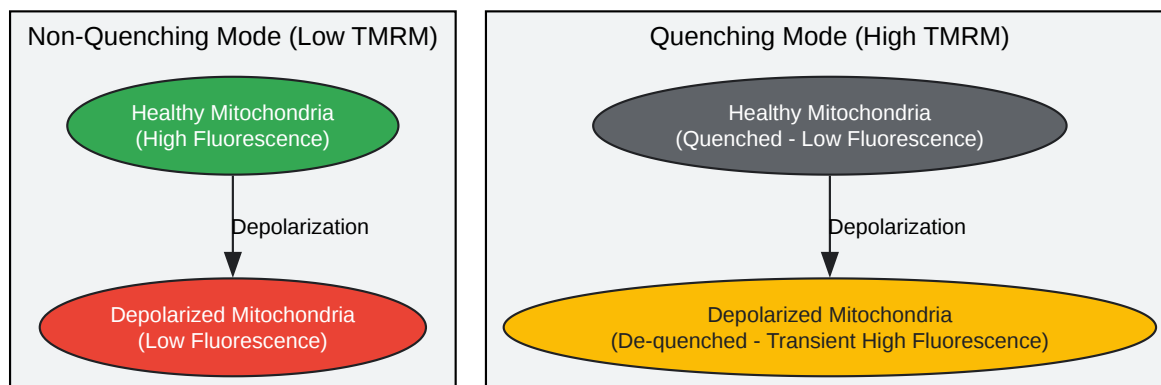 Non-Quenching Mode (Low TMRM)
Healthy Mitochondria
(High Fluorescence)
Depolarization
Depolarized Mitochondria
(Low Fluorescence)
Quenching Mode (High TMRM)
Healthy Mitochondria
(Quenched - Low Fluorescence)
Depolarization
Depolarized Mitochondria
(De-quenched - Transient High Fluorescence)